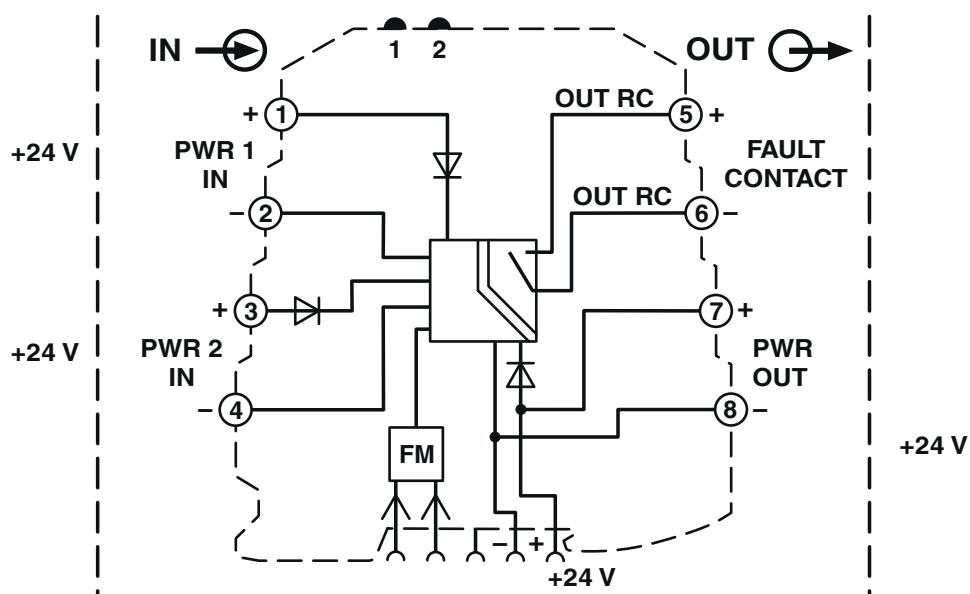 IN
1 2
OUT
+ 1
OUT RC
5 +
+24 V
PWR 1
IN
FAULT
CONTACT
– 2
OUT RC
6 –
+ 3
7 +
+24 V
PWR 2
IN
PWR
OUT
– 4
8 –
+24 V
FM
– +
+24 V